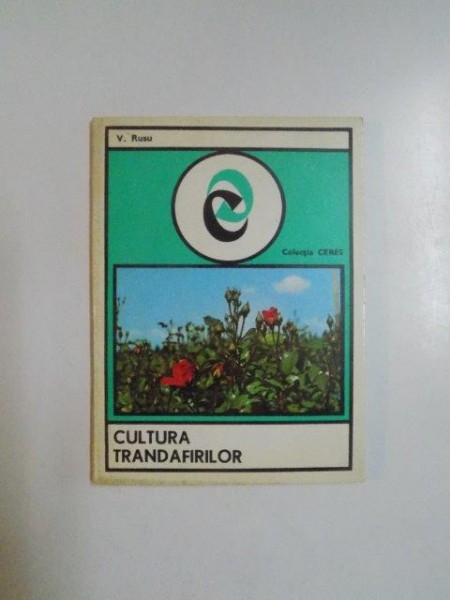 V. Rusu
Colecția CERES
CULTURA
TRANDAFIRILOR